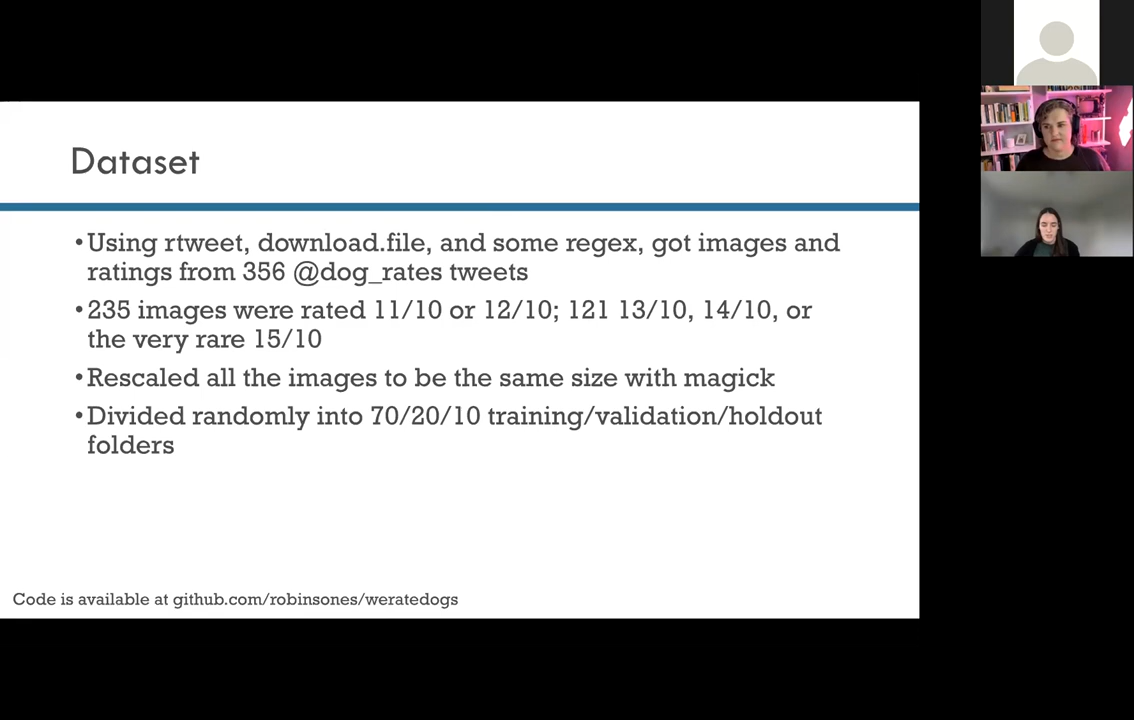 Dataset
•Using rtweet, download.file, and some regex, got images and
ratings from 356 @dog_rates tweets
•235 images were rated 11/10 or 12/10; 121 13/10, 14/10, or
the very rare 15/10
•Rescaled all the images to be the same size with magick
•Divided randomly into 70/20/10 training/validation/holdout
folders
Code is available at github.com/robinsones/weratedogs